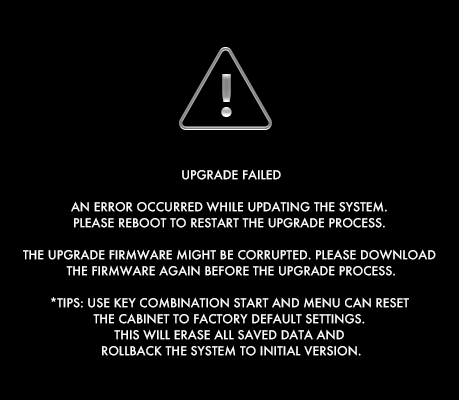 UPGRADE FAILED
AN ERROR OCCURRED WHILE UPDATING THE SYSTEM.
PLEASE REBOOT TO RESTART THE UPGRADE PROCESS.
THE UPGRADE FIRMWARE MIGHT BE CORRUPTED. PLEASE DOWNLOAD
THE FIRMWARE AGAIN BEFORE THE UPGRADE PROCESS.
*TIPS: USE KEY COMBINATION START AND MENU CAN RESET
THE CABINET TO FACTORY DEFAULT SETTINGS.
THIS WILL ERASE ALL SAVED DATA AND
ROLLBACK THE SYSTEM TO INITIAL VERSION.